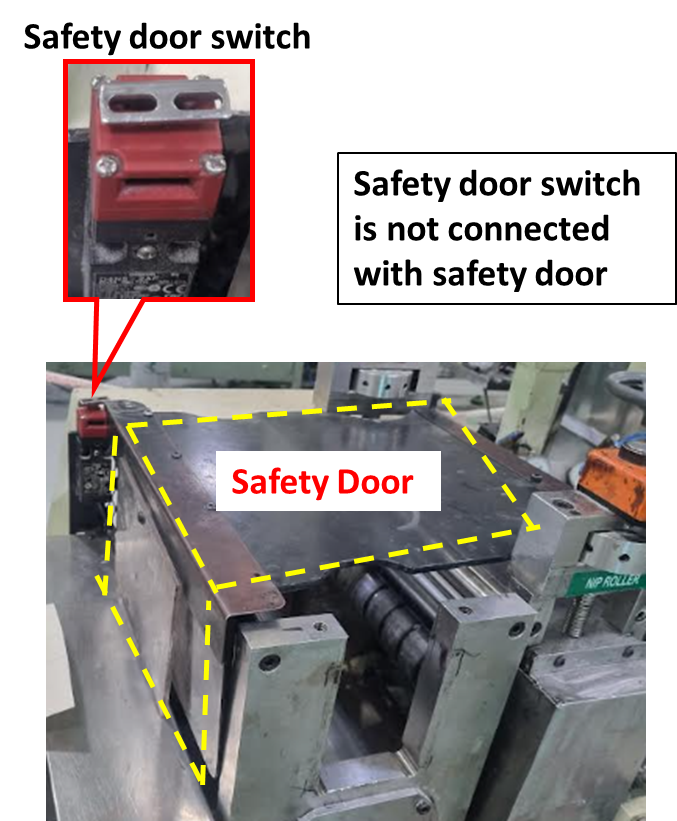 Safety door switch
Safety door switch
is not connected
with safety door
Safety Door
NIP ROLLER